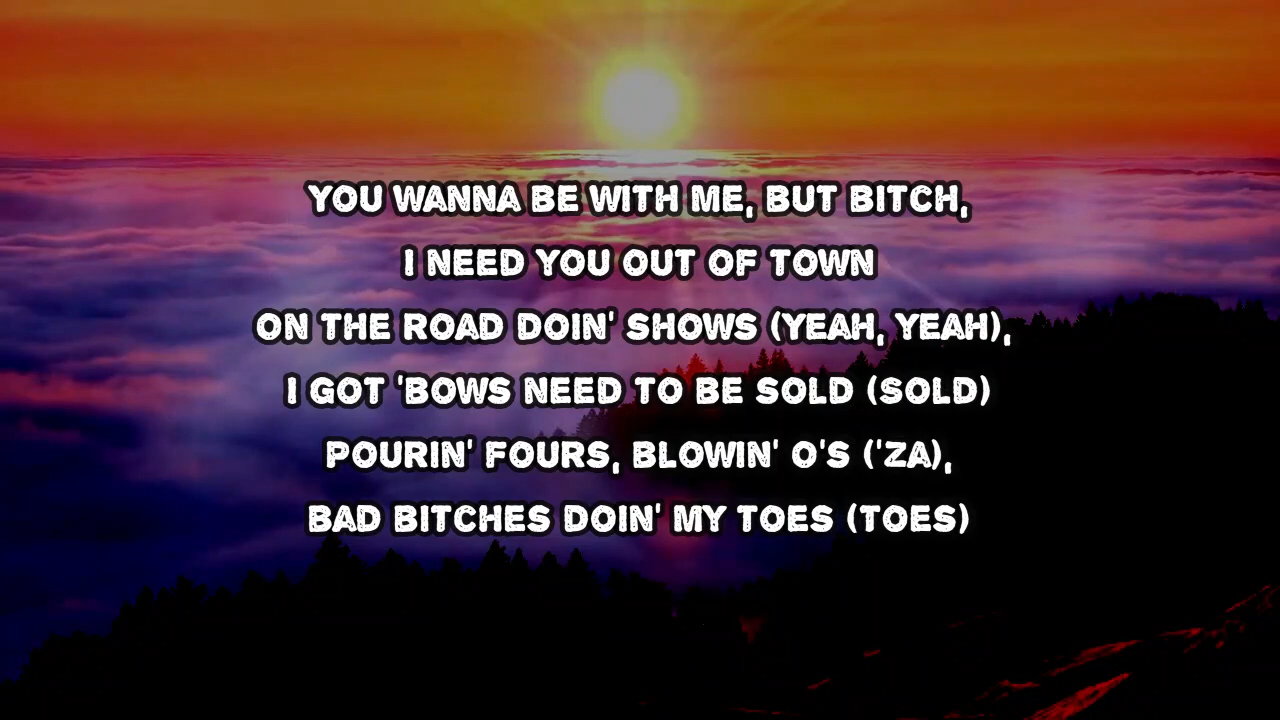 YOU WANNA BE WITH ME, BUT BITCH,
I NEED YOU OUT OF TOWN
ON THE ROAD DOIN' SHOWS (YEAH, YEAH),
I GOT 'BOWS NEED TO BE SOLD (SOLD)
POURIN' FOURS, BLOWIN' O'S ('ZA),
BAD BITCHES DOIN' MY TOES (TOES)